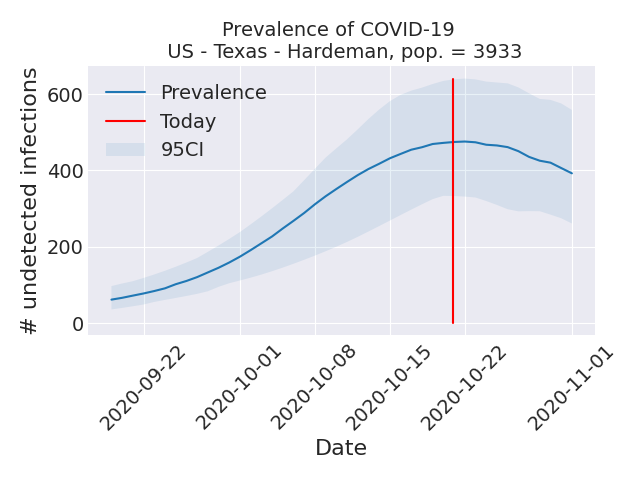 Prevalence of COVID-19
US - Texas - Hardeman, pop. = 3933
# undetected infections
600
400
200
0
Prevalence
Today
95CI
2020-09-22
2020-10-01
2020-10-08
2020-10-15
2020-10-22
2020-11-01
Date